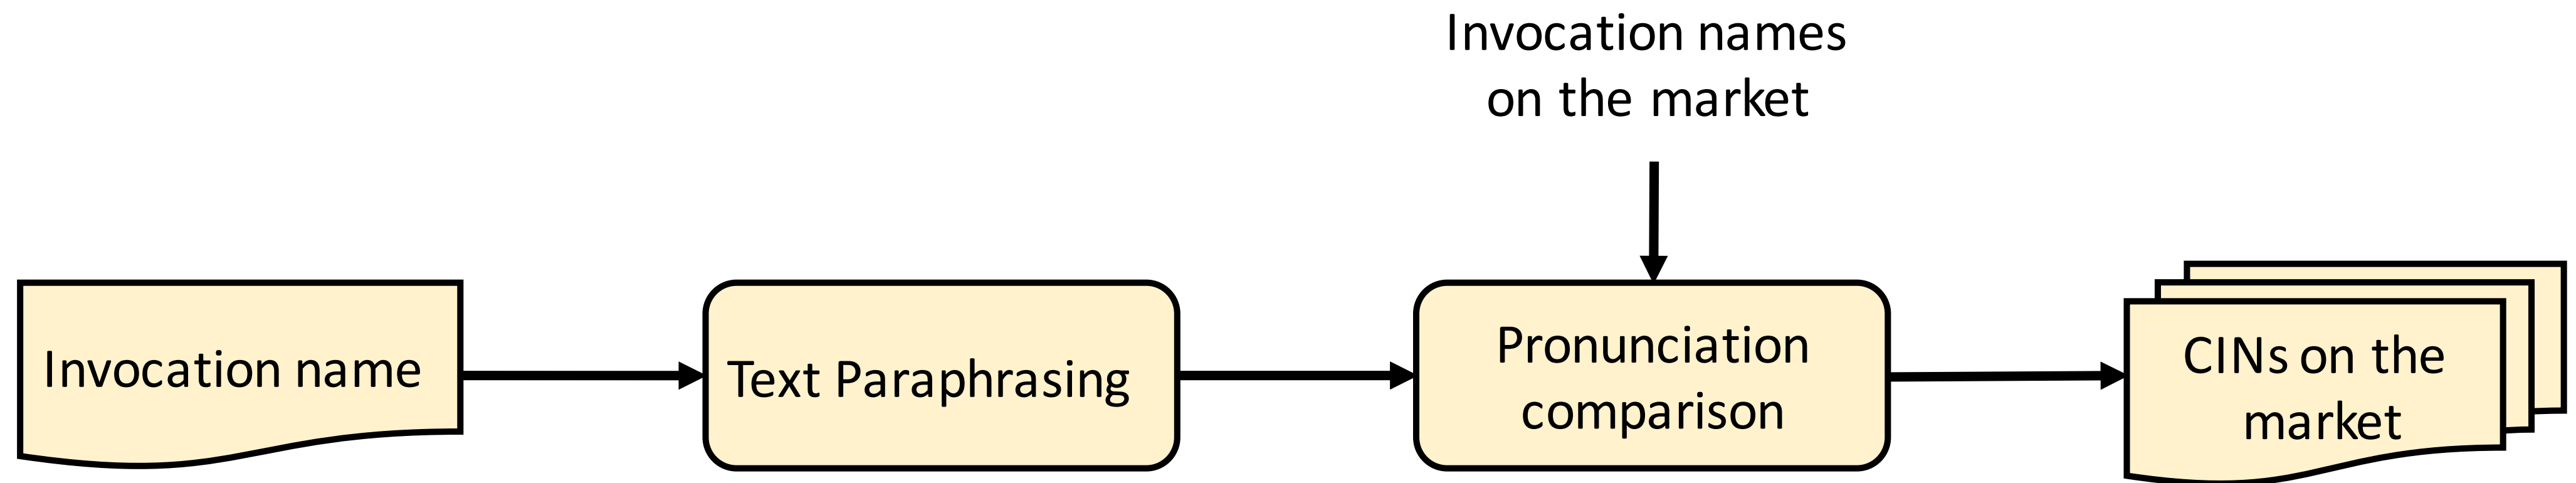 Invocation names
on the market
Invocation name
Text Paraphrasing
Pronunciation
comparison
CINs on the
market